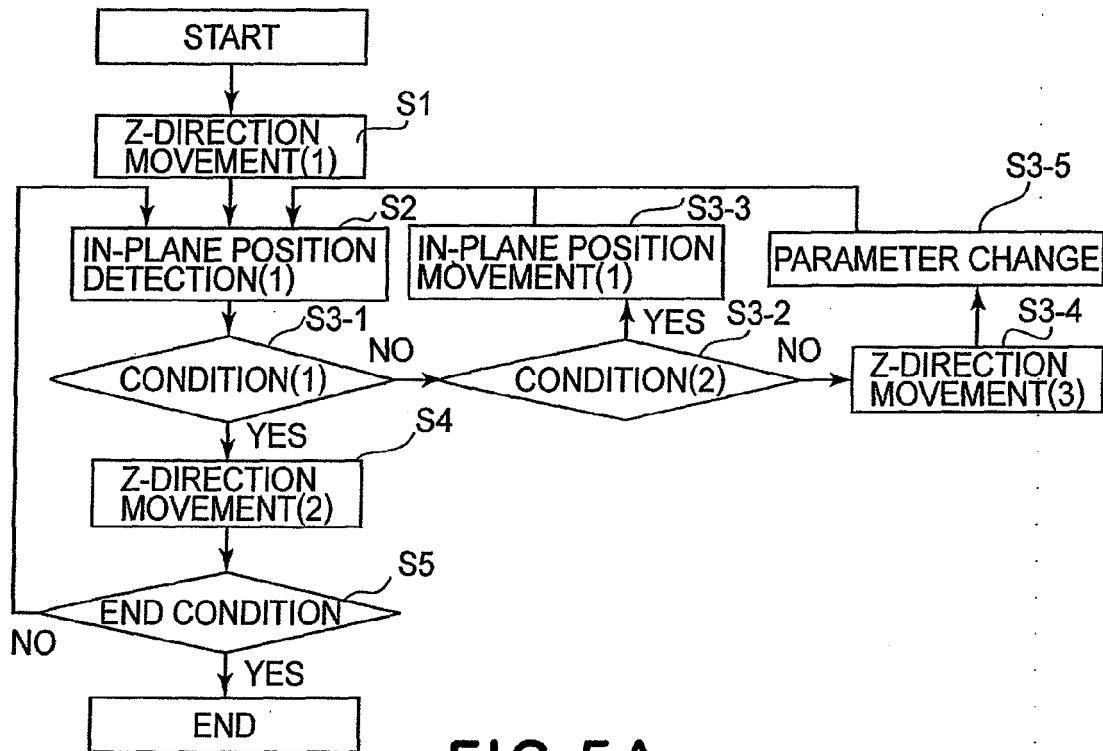 START
S1
Z-DIRECTION
MOVEMENT(1)
S2
IN-PLANE POSITION
DETECTION(1)
S3-3
IN-PLANE POSITION
MOVEMENT(1)
S3-5
PARAMETER CHANGE
S3-1
CONDITION(1)
NO
YES
S3-2
CONDITION(2)
YES
NO
S3-4
Z-DIRECTION
MOVEMENT(3)
S4
Z-DIRECTION
MOVEMENT(2)
S5
END CONDITION
NO
YES
END
FIG.5A